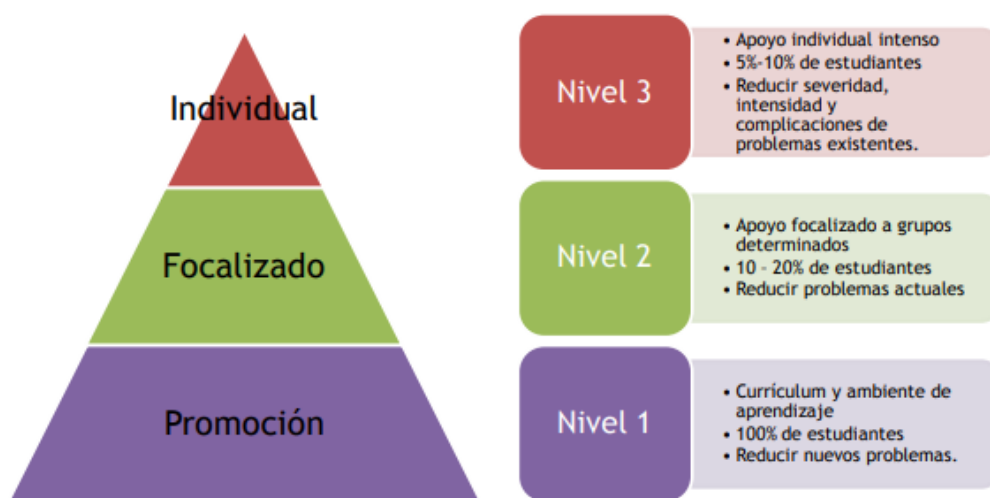 Individual
Focalizado
Promoción
Nivel 3
• Apoyo individual intenso
• 5%-10% de estudiantes
• Reducir severidad,
intensidad y
complicaciones de
problemas existentes.
Nivel 2
• Apoyo focalizado a grupos
determinados
• 10 - 20% de estudiantes
• Reducir problemas actuales
Nivel 1
• Currículum y ambiente de
aprendizaje
• 100% de estudiantes
• Reducir nuevos problemas.